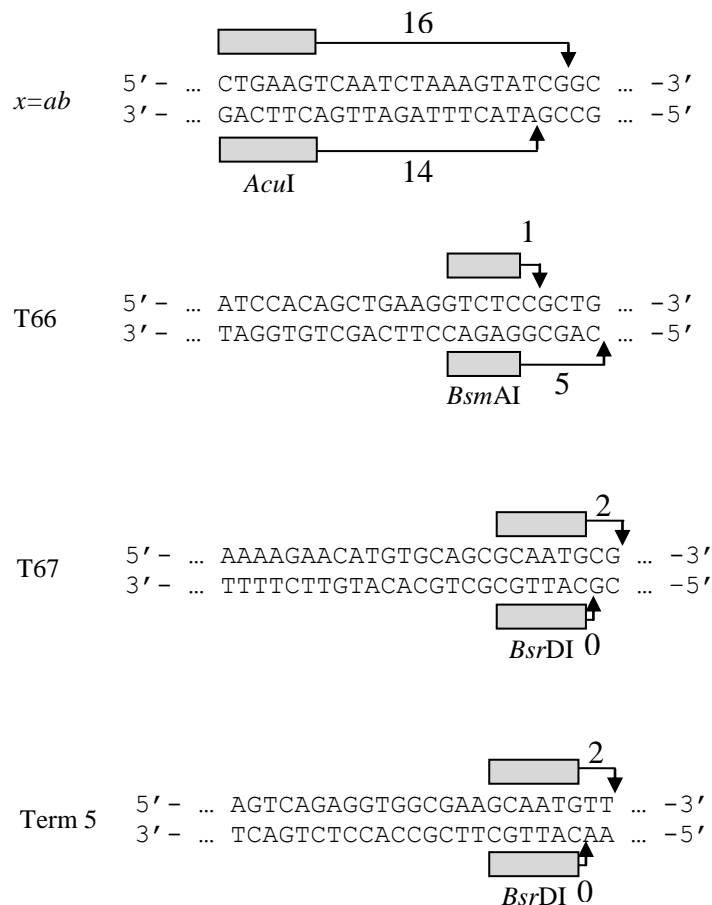 16
5′- … CTGAAGTCAATCTAAAGTATCGGC … -3′
x=ab
3′- … GACTTCAGTTAGATTTCATAGCCG … -5′
14
AcuI
1
5′- … ATCCACAGCTGAAGGTCTCCGCTG … -3′
T66
3′- … TAGGTGTCGACTTCCAGAGGCGAC … -5′
5
BsmAI
2
5′- … AAAAGAACATGTGCAGCGCAATGCG … -3′
T67
3′- … TTTTCTTGTACACGTCGCGTTACGC … -5′
BsrDI 0
2
5′- … AGTCAGAGGTGGCGAAGCAATGTT … -3′
Term 5
3′- … TCAGTCTCCACCGCTTCGTTACAA … -5′
BsrDI 0